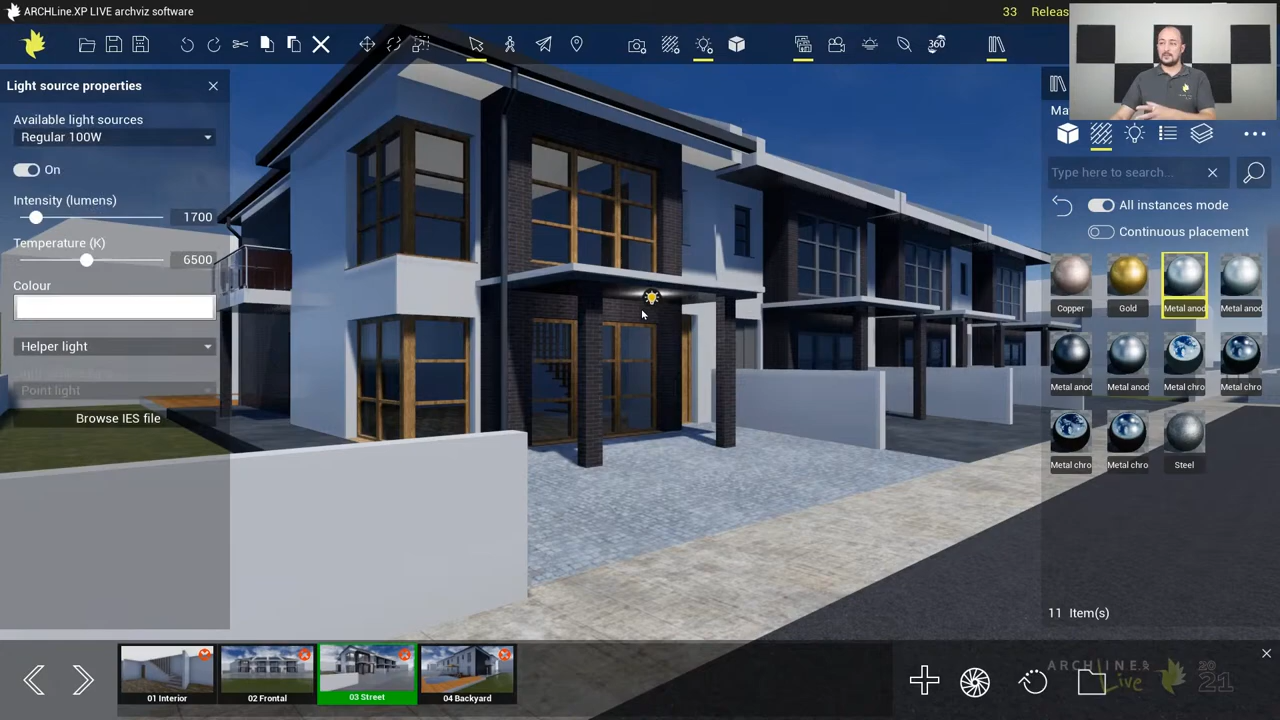 ARCHLine.XP LIVE archviz software
33
Releas
360
Light source properties
Available light sources
Regular 100W
On
Intensity (lumens)
1700
Temperature (K)
6500
Colour
Helper light
Point light
Browse IES file
Ma
Type here to search...
All instances mode
Continuous placement
Copper
Gold
Metal anod
Metal anod
Metal anod
Metal anod
Metal chro
Metal chro
Metal chro
Metal chro
Steel
11 Item(s)
01 Interior
02 Frontal
03 Street
04 Backyard
ARCHLINE.XP
Live
2021